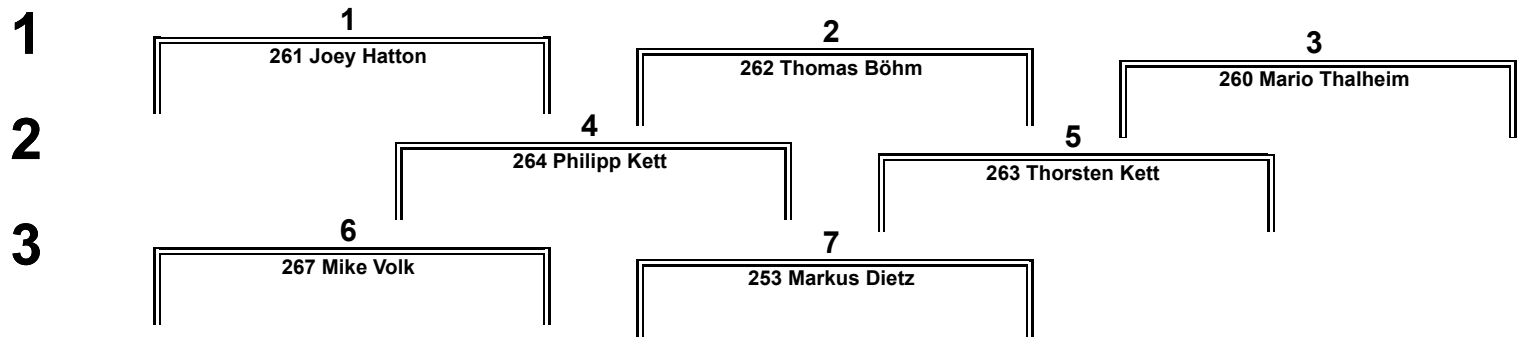 1
1
261 Joey Hatton
2
262 Thomas Böhm
3
260 Mario Thalheim
2
4
264 Philipp Kett
5
263 Thorsten Kett
3
6
267 Mike Volk
7
253 Markus Dietz